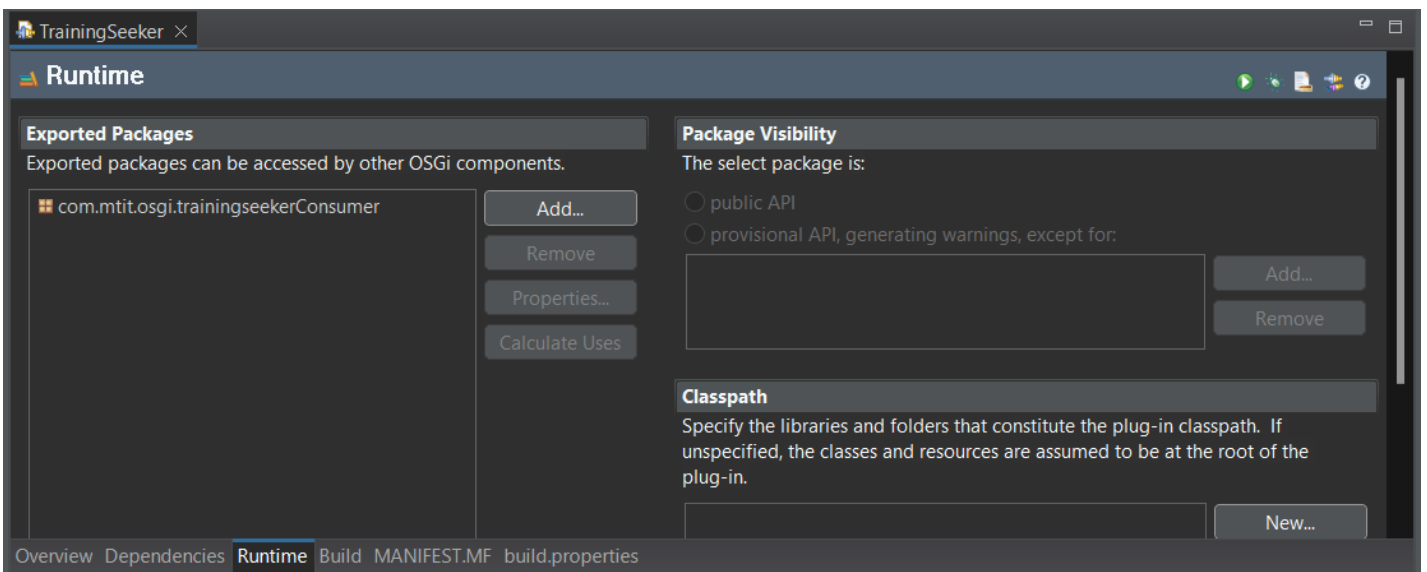 TrainingSeeker
Runtime
Exported Packages
Exported packages can be accessed by other OSGi components.
com.mtit.osgi.trainingseekerConsumer
Add...
Remove
Properties...
Calculate Uses
Package Visibility
The select package is:
public API
provisional API, generating warnings, except for:
Add...
Remove
Classpath
Specify the libraries and folders that constitute the plug-in classpath. If
unspecified, the classes and resources are assumed to be at the root of the
plug-in.
New...
Overview Dependencies Runtime Build MANIFEST.MF build.properties